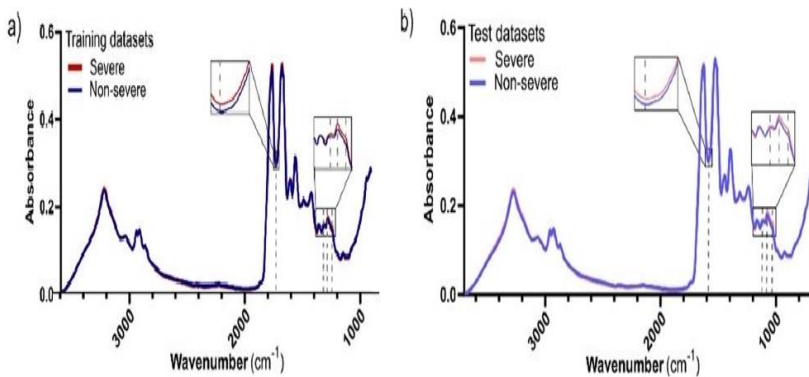 a)
Training datasets
Severe
Non-severe
Absorbance
0.6
0.4
0.2
0.0
3000
2000
1000
Wavenumber (cm⁻¹)
b)
Test datasets
Severe
Non-severe
Absorbance
0.6
0.4
0.2
0.0
3000
2000
1000
Wavenumber (cm⁻¹)